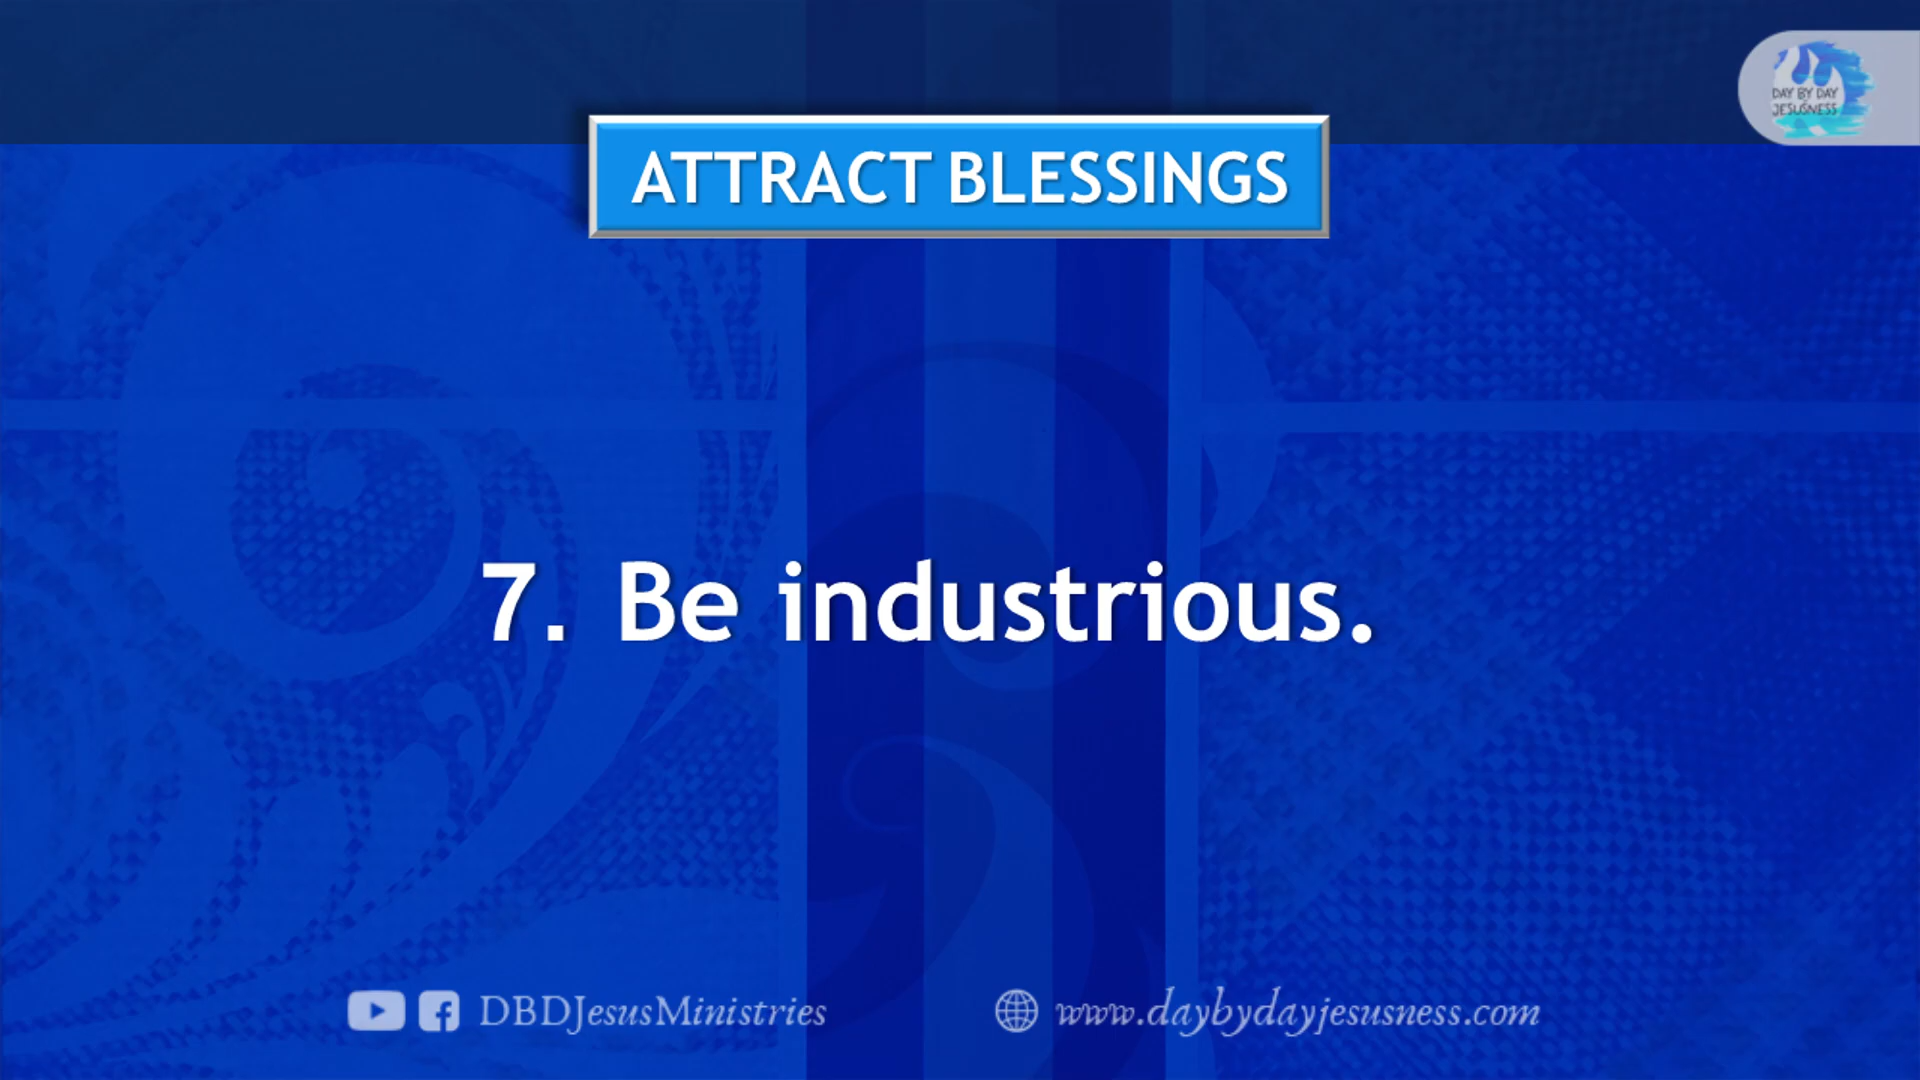 DAY BY DAY
JESUSNESS
ATTRACT BLESSINGS
7. Be industrious.
DBDJesusMinistries
www.daybydayjesusness.com